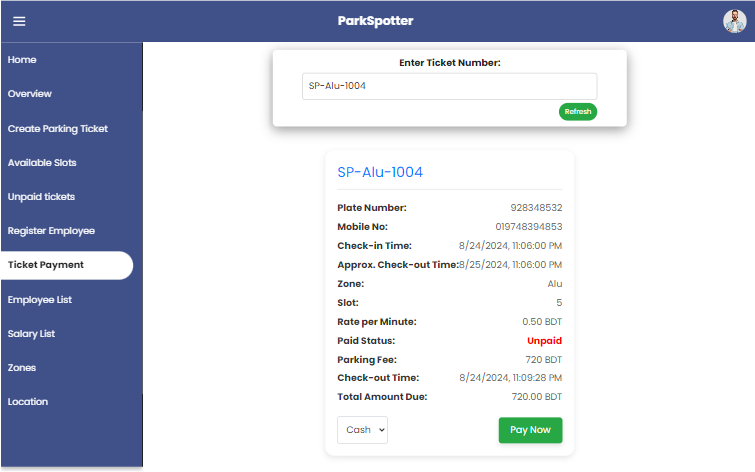 ParkSpotter
Home
Overview
Create Parking Ticket
Available Slots
Unpaid tickets
Register Employee
Ticket Payment
Employee List
Salary List
Zones
Location
Enter Ticket Number:
SP-Alu-1004
Refresh
SP-Alu-1004
Plate Number: 928348532
Mobile No: 019748394853
Check-in Time: 8/24/2024, 11:06:00 PM
Approx. Check-out Time:8/25/2024, 11:06:00 PM
Zone: Alu
Slot: 5
Rate per Minute: 0.50 BDT
Paid Status: Unpaid
Parking Fee: 720 BDT
Check-out Time: 8/24/2024, 11:09:28 PM
Total Amount Due: 720.00 BDT
Cash Pay Now